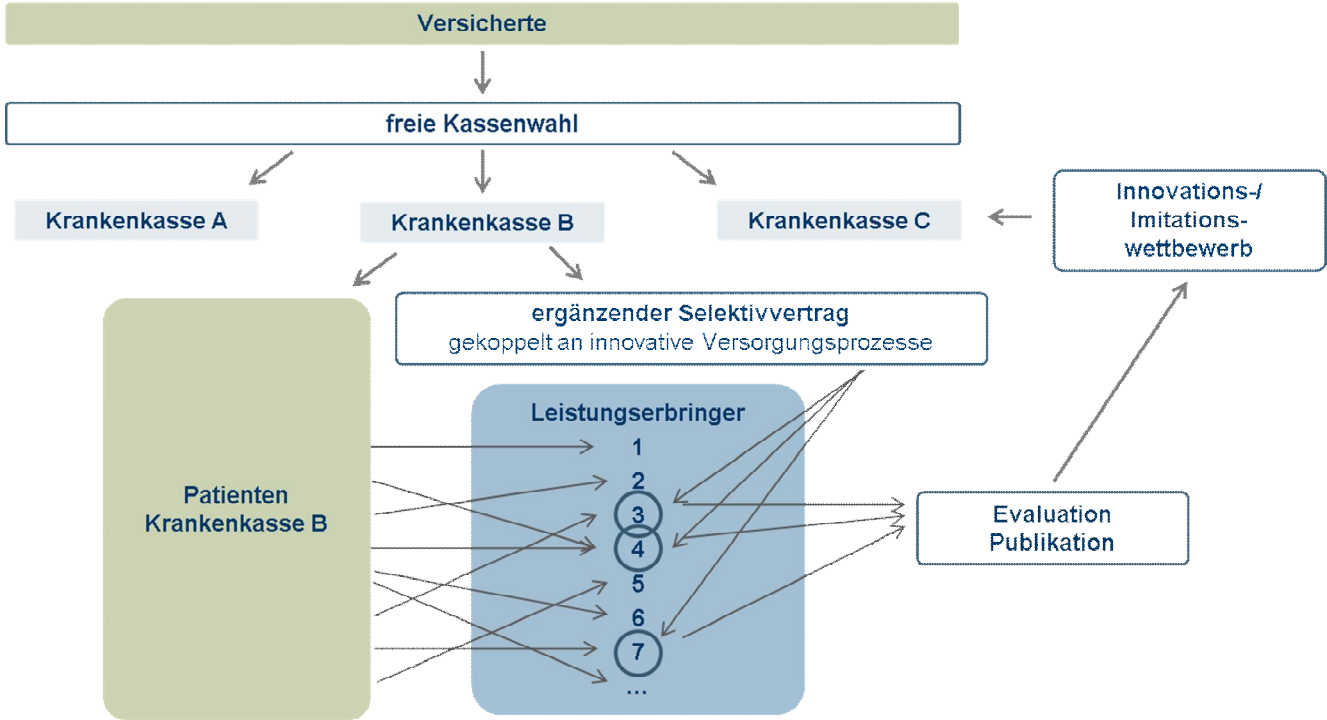 Versicherte
freie Kassenwahl
Krankenkasse A
Krankenkasse B
Krankenkasse C
Innovations-/
Imitations-
wettbewerb
ergänzender Selektivvertrag
gekoppelt an innovative Versorgungsprozesse
Patienten
Krankenkasse B
Leistungserbringer
1
2
3
4
5
6
7
...
Evaluation
Publikation